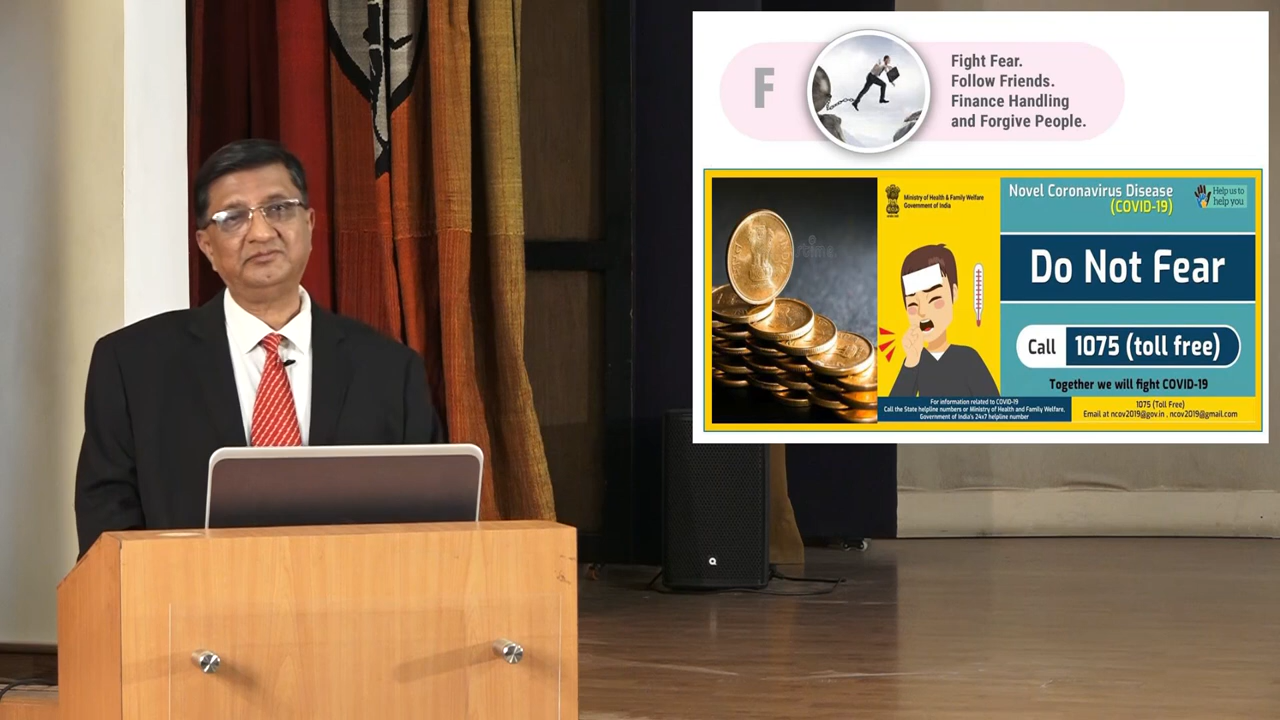 F
Fight Fear.
Follow Friends.
Finance Handling
and Forgive People.
Ministry of Health & Family Welfare
Government of India
Novel Coronavirus Disease
(COVID-19)
Help us to
help you
Do Not Fear
Call 1075 (toll free)
Together we will fight COVID-19
For information related to COVID-19
Call the State helpline numbers or Ministry of Health and Family Welfare,
Government of India's 24x7 helpline number
1075 (Toll Free)
Email at ncov2019@gov.in , ncov2019@gmail.com